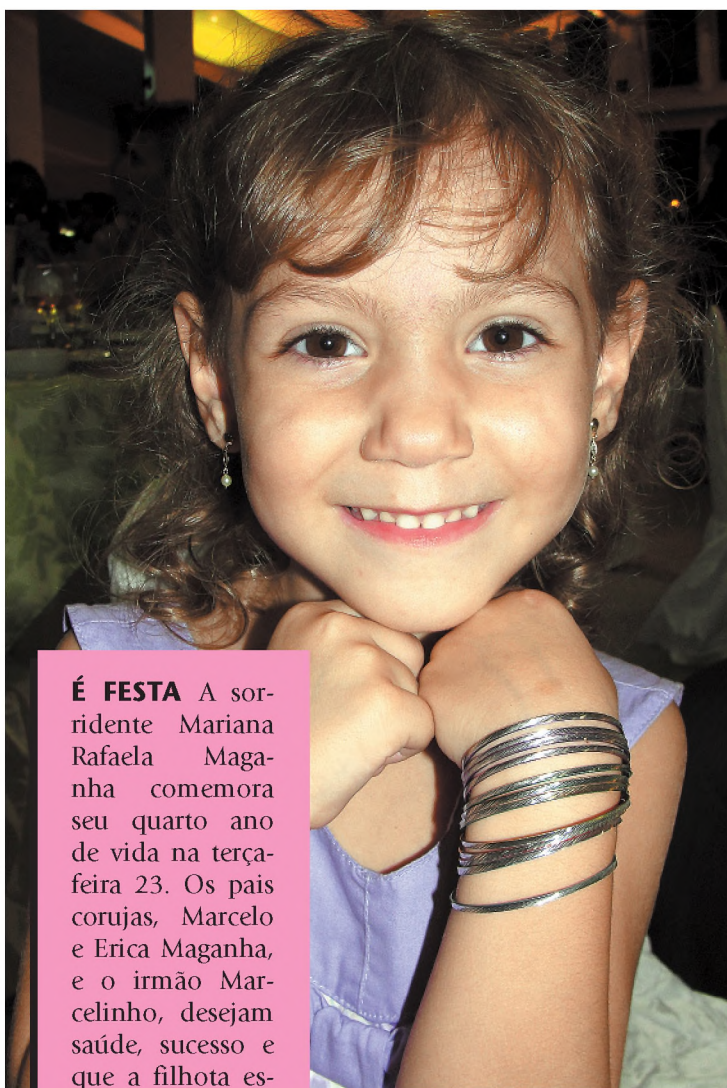 É FESTA A sor-
ridente Mariana
Rafaela Maga-
nha comemora
seu quarto ano
de vida na terça-
feira 23. Os pais
corujas, Marcelo
e Erica Maganha,
e o irmão Mar-
celinho, desejam
saúde, sucesso e
que a filhota es-